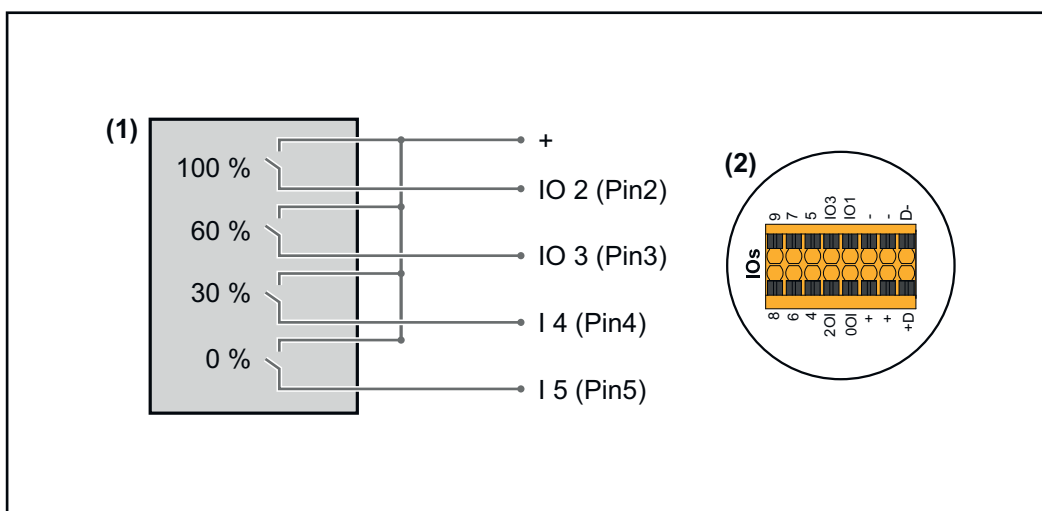 (1)
100 %
60 %
30 %
0 %
+
IO 2 (Pin2)
IO 3 (Pin3)
I 4 (Pin4)
I 5 (Pin5)
(2)
9 7 5 IO3 IO1 - - D-
IOs
8 6 4 2OI 0OI + + +D